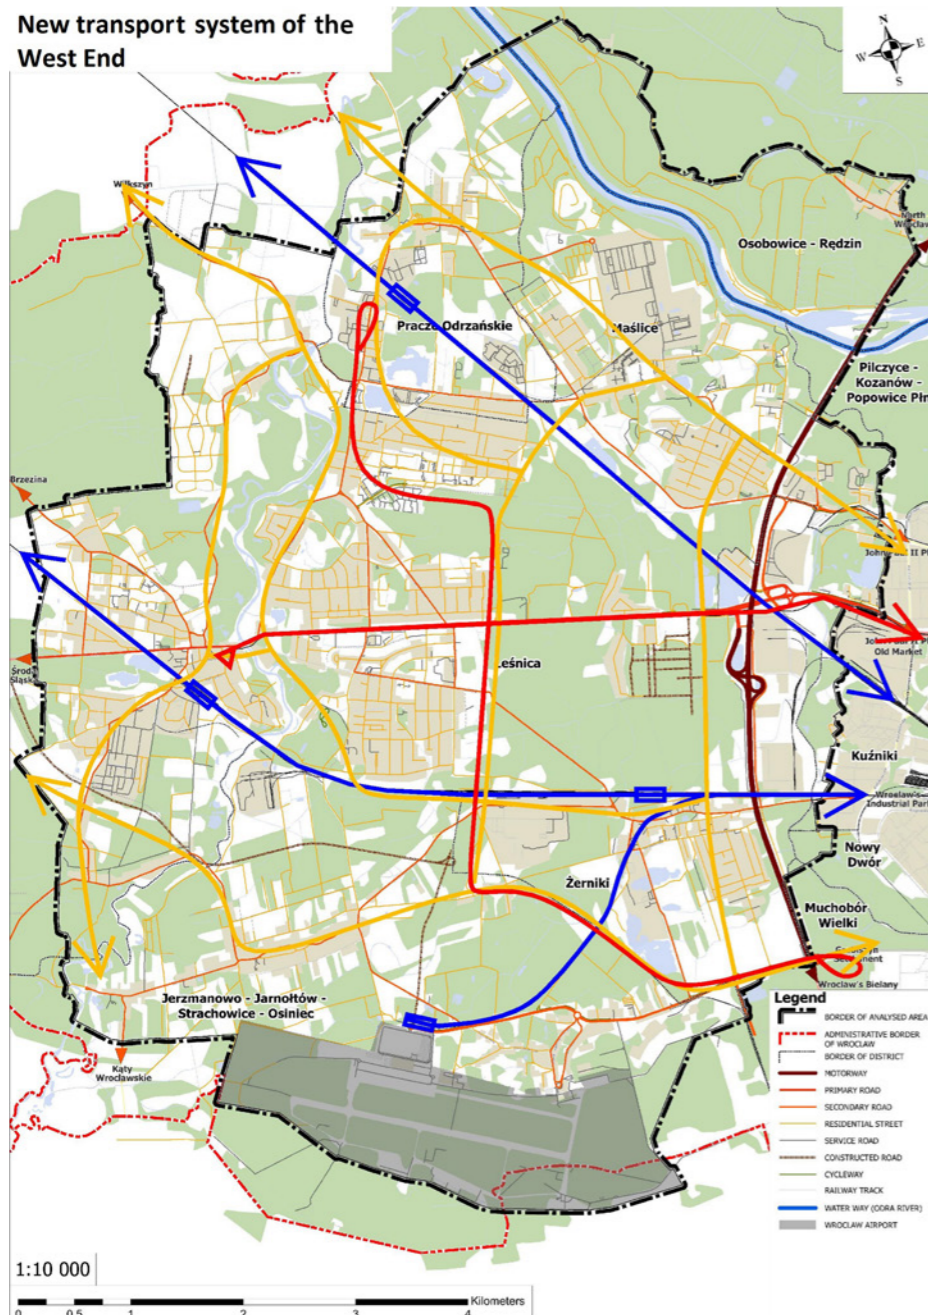 New transport system of the
West End
N
W
E
S
Wilkszyn
North
Osobowice - Rędzin
Pracze Odrzańskie
Maślice
Pilczyce -
Kozanów -
Popowice Płn
Brzezina
Old Market
Leśnica
Kuźniki
Industrial Park
Nowy
Dwór
Żerniki
Muchobór
Wielki
Wroclaw's Bielany
Jerzmanowo - Jarnołtów -
Strachowice - Osiniec
Kąty
Wrocławskie
Legend
BORDER OF ANALYSED AREA
ADMINISTRATIVE BORDER
OF WROCLAW
BORDER OF DISTRICT
MOTORWAY
PRIMARY ROAD
SECONDARY ROAD
RESIDENTIAL STREET
SERVICE ROAD
CONSTRUCTED ROAD
CYCLEWAY
RAILWAY TRACK
WATER WAY (ODRA RIVER)
WROCLAW AIRPORT
1:10 000
Kilometers
0 0.5 1 2 3 4